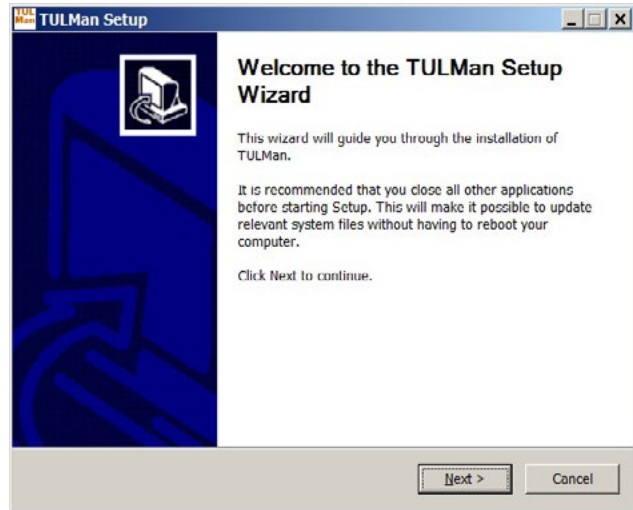 TUL
Man
TULMan Setup
Welcome to the TULMan Setup
Wizard
This wizard will guide you through the installation of
TULMan.
It is recommended that you close all other applications
before starting Setup. This will make it possible to update
relevant system files without having to reboot your
computer.
Click Next to continue.
Next >
Cancel